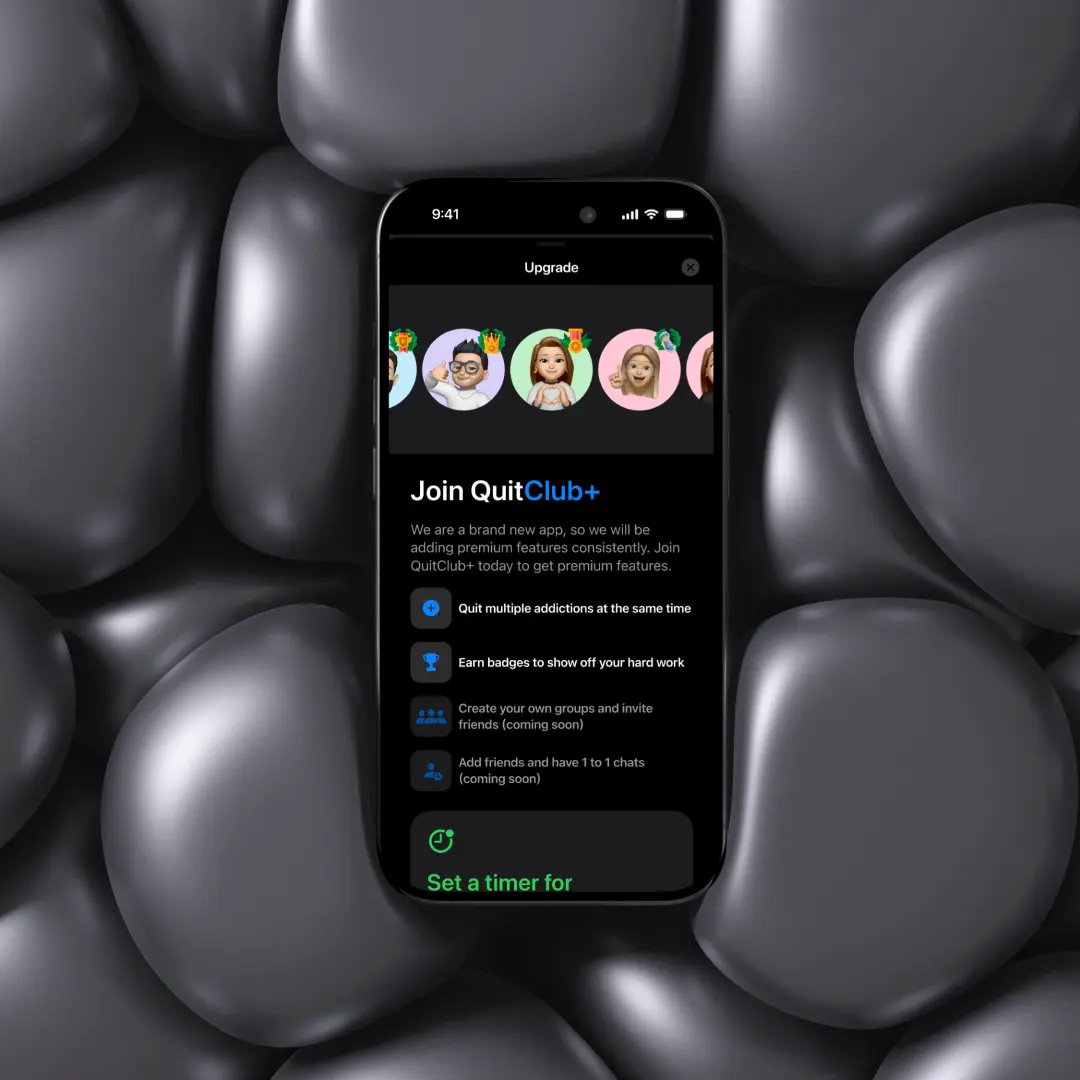 9:41
Upgrade
Join QuitClub+
We are a brand new app, so we will be
adding premium features consistently. Join
QuitClub+ today to get premium features.
Quit multiple addictions at the same time
Earn badges to show off your hard work
Create your own groups and invite
friends (coming soon)
Add friends and have 1 to 1 chats
(coming soon)
Set a timer for